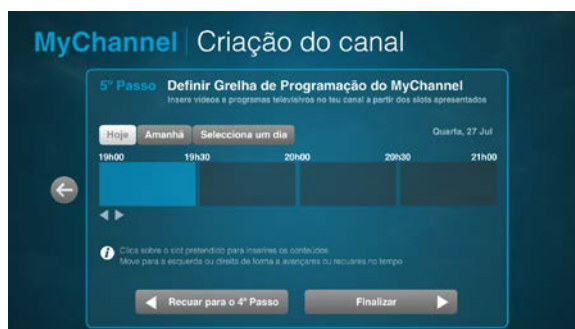 MyChannel Criação do canal
5º Passo Definir Grelha de Programação do MyChannel
Insere vídeos e programas televisivos no teu canal a partir dos slots apresentados
Hoje Amanhã Selecciona um dia Quarta, 27 Jul
19h00 19h30 20h00 20h30 21h00
Clica sobre o slot pretendido para inserires os conteúdos
Move para a esquerda ou direita de forma a avançares ou recuares no tempo
Recuar para o 4º Passo Finalizar